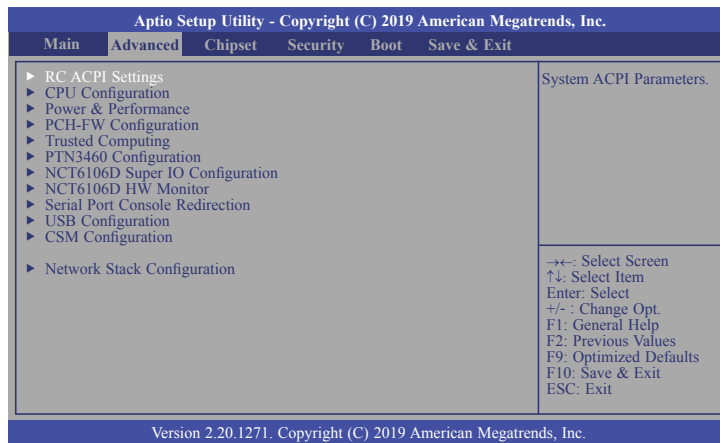 Aptio Setup Utility - Copyright (C) 2019 American Megatrends, Inc.
Main Advanced Chipset Security Boot Save & Exit
► RC ACPI Settings
► CPU Configuration
► Power & Performance
► PCH-FW Configuration
► Trusted Computing
► PTN3460 Configuration
► NCT6106D Super IO Configuration
► NCT6106D HW Monitor
► Serial Port Console Redirection
► USB Configuration
► CSM Configuration
► Network Stack Configuration
System ACPI Parameters.
→←: Select Screen
↑↓: Select Item
Enter: Select
+/- : Change Opt.
F1: General Help
F2: Previous Values
F9: Optimized Defaults
F10: Save & Exit
ESC: Exit
Version 2.20.1271. Copyright (C) 2019 American Megatrends, Inc.